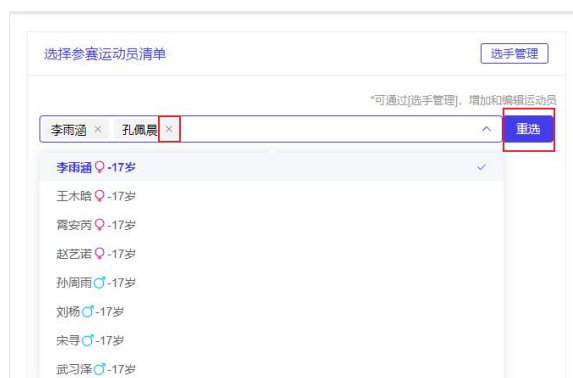 选择参赛运动员清单 选手管理
*可通过[选手管理]，增加和编辑运动员
李雨涵 × 孔佩晨 × 重选
李雨涵♀-17岁
王木晗♀-17岁
霄安芮♀-17岁
赵艺诺♀-17岁
孙周雨♂-17岁
刘杨♂-17岁
宋寻♂-17岁
武习泽♂-17岁